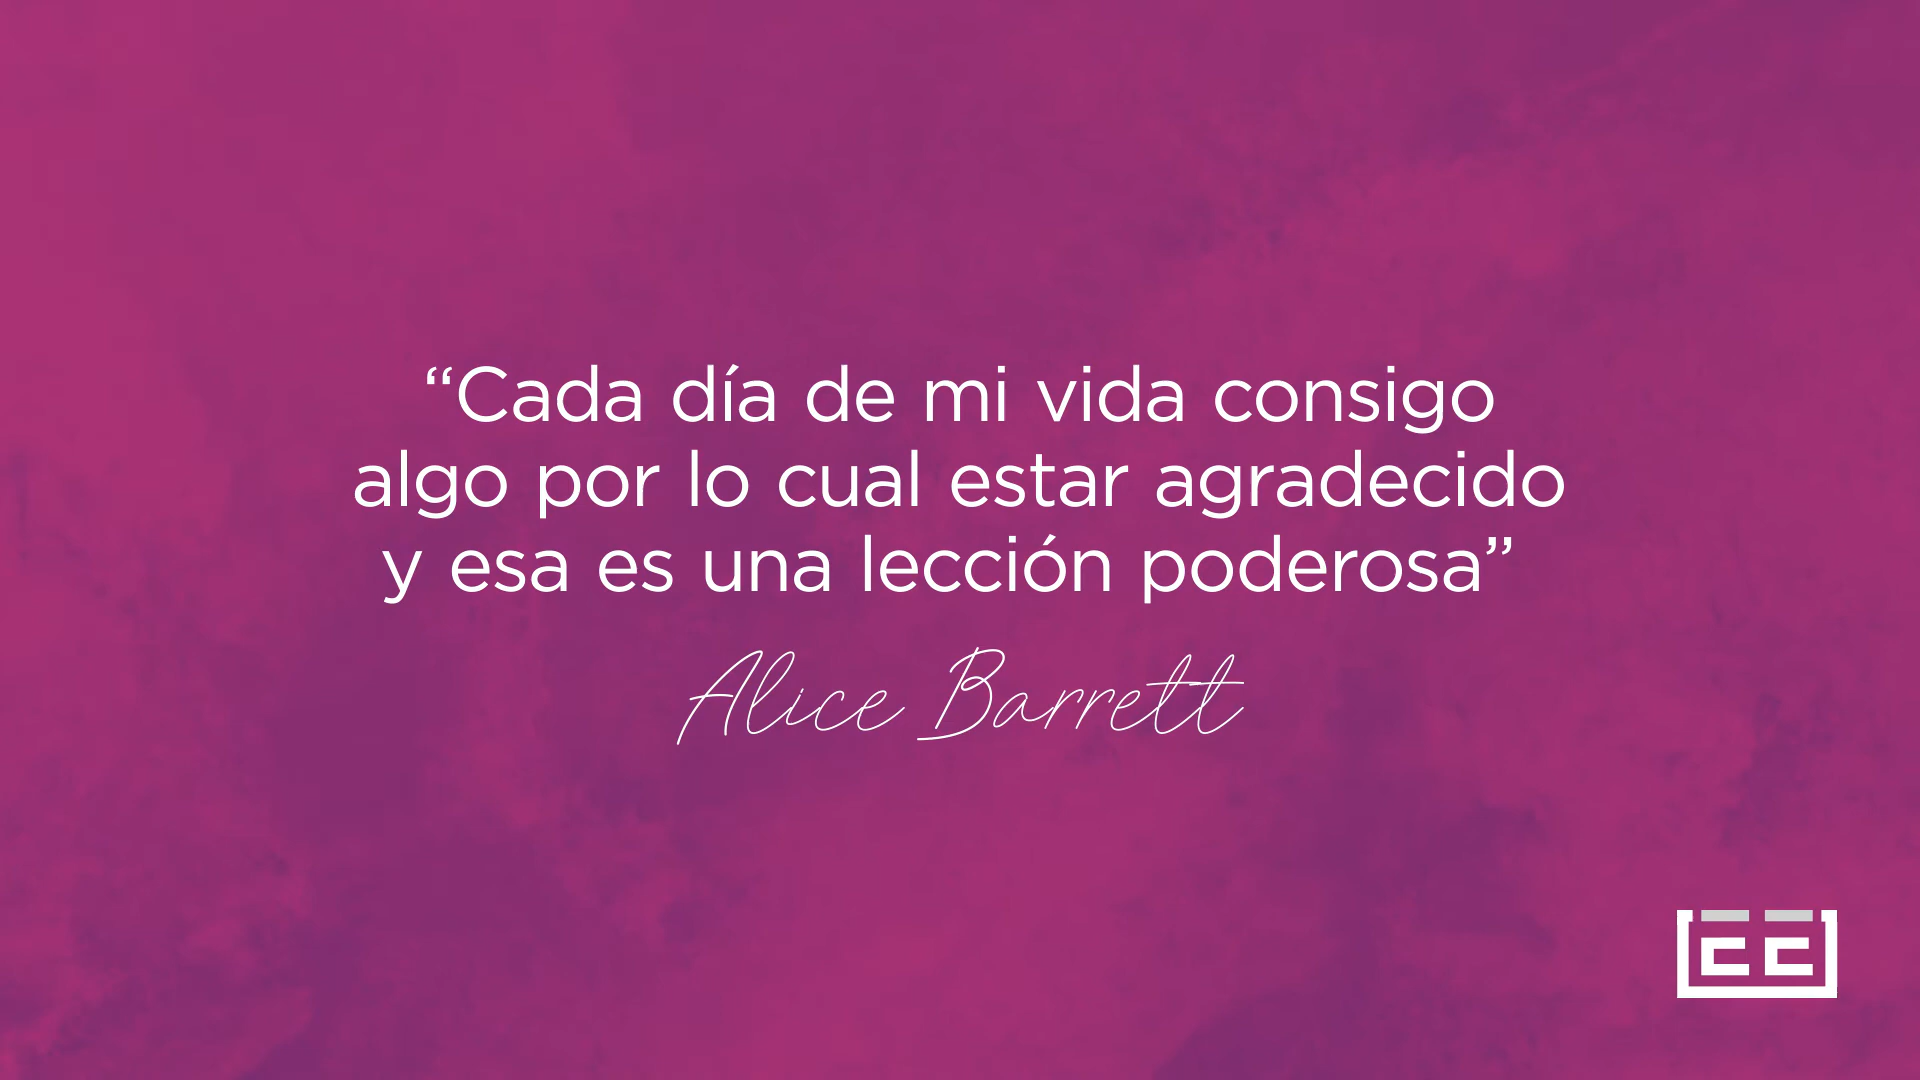 “Cada día de mi vida consigo
algo por lo cual estar agradecido
y esa es una lección poderosa”
Alice Barrett
EE